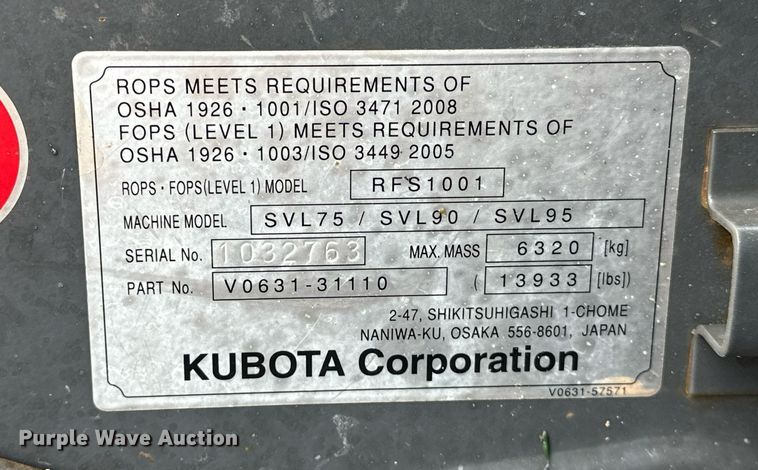 ROPS MEETS REQUIREMENTS OF
OSHA 1926 · 1001/ISO 3471 2008
FOPS (LEVEL 1) MEETS REQUIREMENTS OF
OSHA 1926 · 1003/ISO 3449 2005
ROPS · FOPS(LEVEL 1) MODEL RFS1001
MACHINE MODEL SVL75 / SVL90 / SVL95
SERIAL No. 1032763 MAX. MASS 6320 [kg]
PART No. V0631-31110 ( 13933 [lbs])
2-47, SHIKITSUHIGASHI 1-CHOME
NANIWA-KU, OSAKA 556-8601, JAPAN
KUBOTA Corporation
V0631-57571
Purple Wave Auction